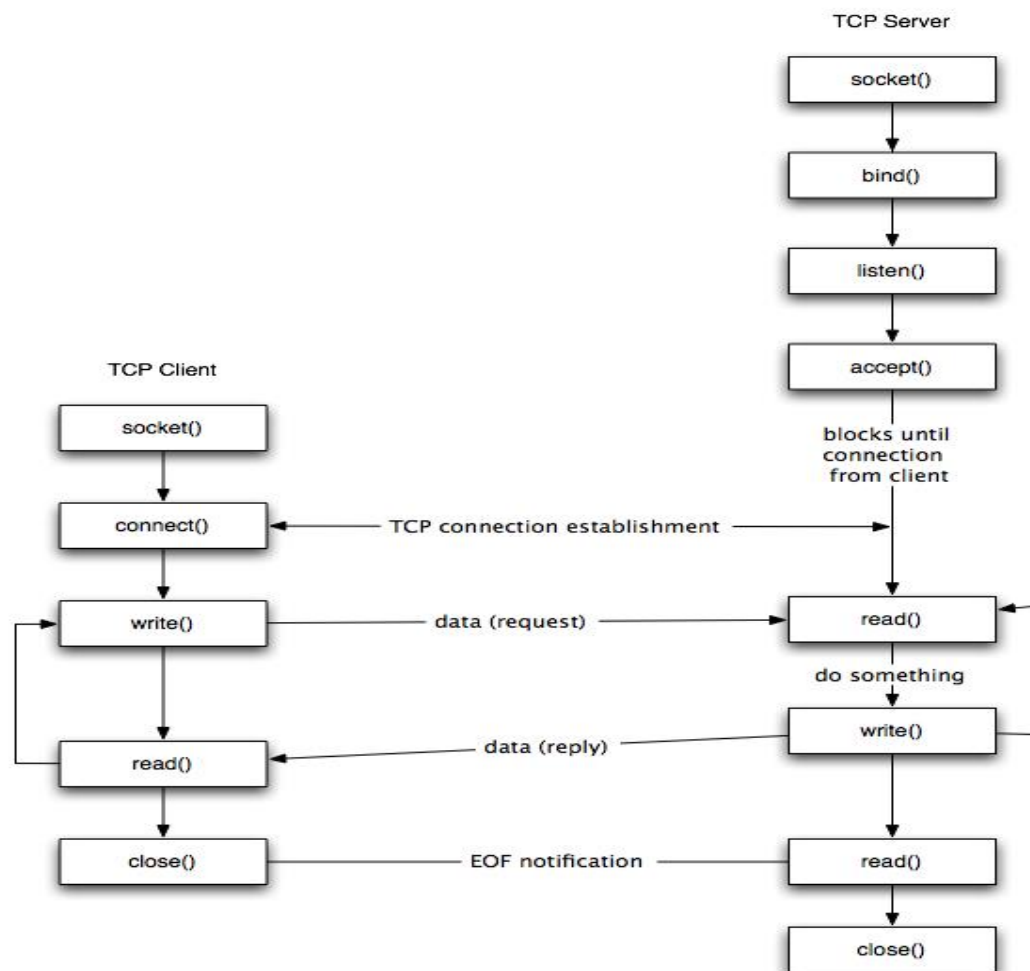 TCP Server
socket()
bind()
listen()
accept()
blocks until
connection
from client
TCP Client
socket()
connect()
TCP connection establishment
write()
data (request)
read()
do something
write()
data (reply)
read()
close()
EOF notification
read()
close()